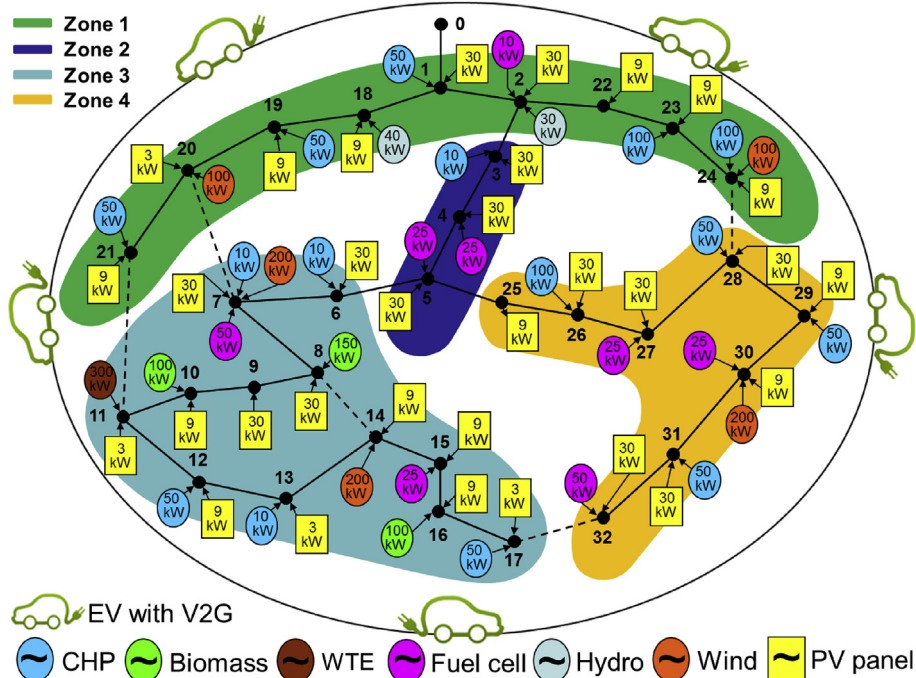 Zone 1
Zone 2
Zone 3
Zone 4
0
50 kW
1
30 kW
10 kW
2
30 kW
30 kW
22
9 kW
23
9 kW
100 kW
100 kW
100 kW
24
9 kW
18
9 kW
40 kW
19
9 kW
50 kW
20
3 kW
100 kW
21
50 kW
9 kW
10 kW
3
30 kW
4
30 kW
25 kW
25 kW
5
30 kW
10 kW
30 kW
6
10 kW
200 kW
30 kW
7
50 kW
8
150 kW
30 kW
9
30 kW
10
100 kW
9 kW
300 kW
11
3 kW
12
50 kW
9 kW
13
10 kW
3 kW
14
9 kW
200 kW
15
9 kW
25 kW
16
9 kW
100 kW
17
3 kW
50 kW
25
9 kW
26
100 kW
30 kW
27
30 kW
25 kW
28
50 kW
30 kW
29
9 kW
50 kW
30
25 kW
9 kW
200 kW
31
30 kW
50 kW
32
50 kW
30 kW
EV with V2G
~ CHP ~ Biomass ~ WTE ~ Fuel cell ~ Hydro ~ Wind ~ PV panel